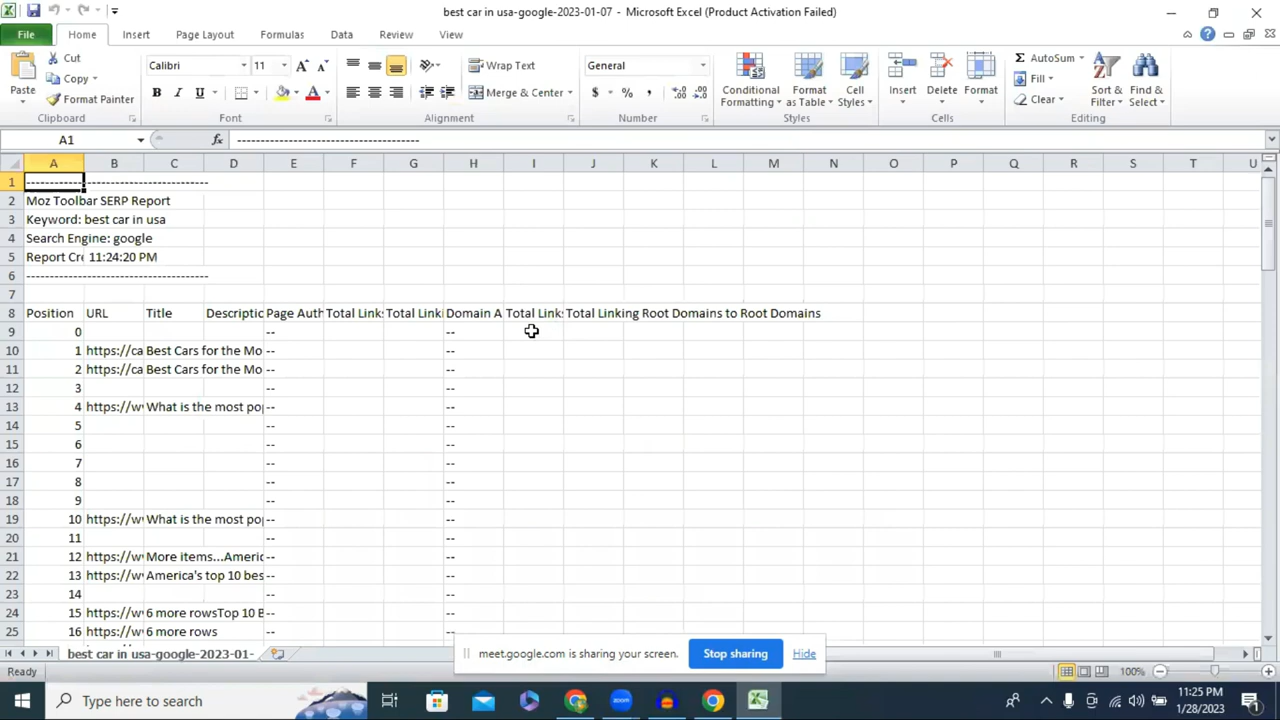 best car in usa-google-2023-01-07 - Microsoft Excel (Product Activation Failed)
File Home Insert Page Layout Formulas Data Review View
Paste
Cut
Copy
Format Painter
Clipboard
Calibri 11
B I U
Font
Wrap Text
Merge & Center
Alignment
General
$ % ,
Number
Conditional Formatting
Format as Table
Cell Styles
Styles
Insert Delete Format
Cells
AutoSum
Fill
Clear
Sort & Filter
Find & Select
Editing
A1 fx ---------------------------------------
A B C D E F G H I J K L M N O P Q R S T U
1 ---------------------------------------
2 Moz Toolbar SERP Report
3 Keyword: best car in usa
4 Search Engine: google
5 Report Cre 11:24:20 PM
6 ---------------------------------------
7
8 Position URL Title Descriptio Page Auth Total Links Total Linki Domain A Total Links Total Linking Root Domains to Root Domains
9 0 -- --
10 1 https://ca Best Cars for the Mo -- --
11 2 https://ca Best Cars for the Mo -- --
12 3 -- --
13 4 https://w What is the most po -- --
14 5 -- --
15 6 -- --
16 7 -- --
17 8 -- --
18 9 -- --
19 10 https://w What is the most po -- --
20 11 -- --
21 12 https://w More items...Americ -- --
22 13 https://w America's top 10 bes -- --
23 14 -- --
24 15 https://w 6 more rowsTop 10 B -- --
25 16 https://w 6 more rows -- --
best car in usa-google-2023-01-
meet.google.com is sharing your screen. Stop sharing Hide
Ready 100%
Type here to search
zoom
11:25 PM
1/28/2023
1